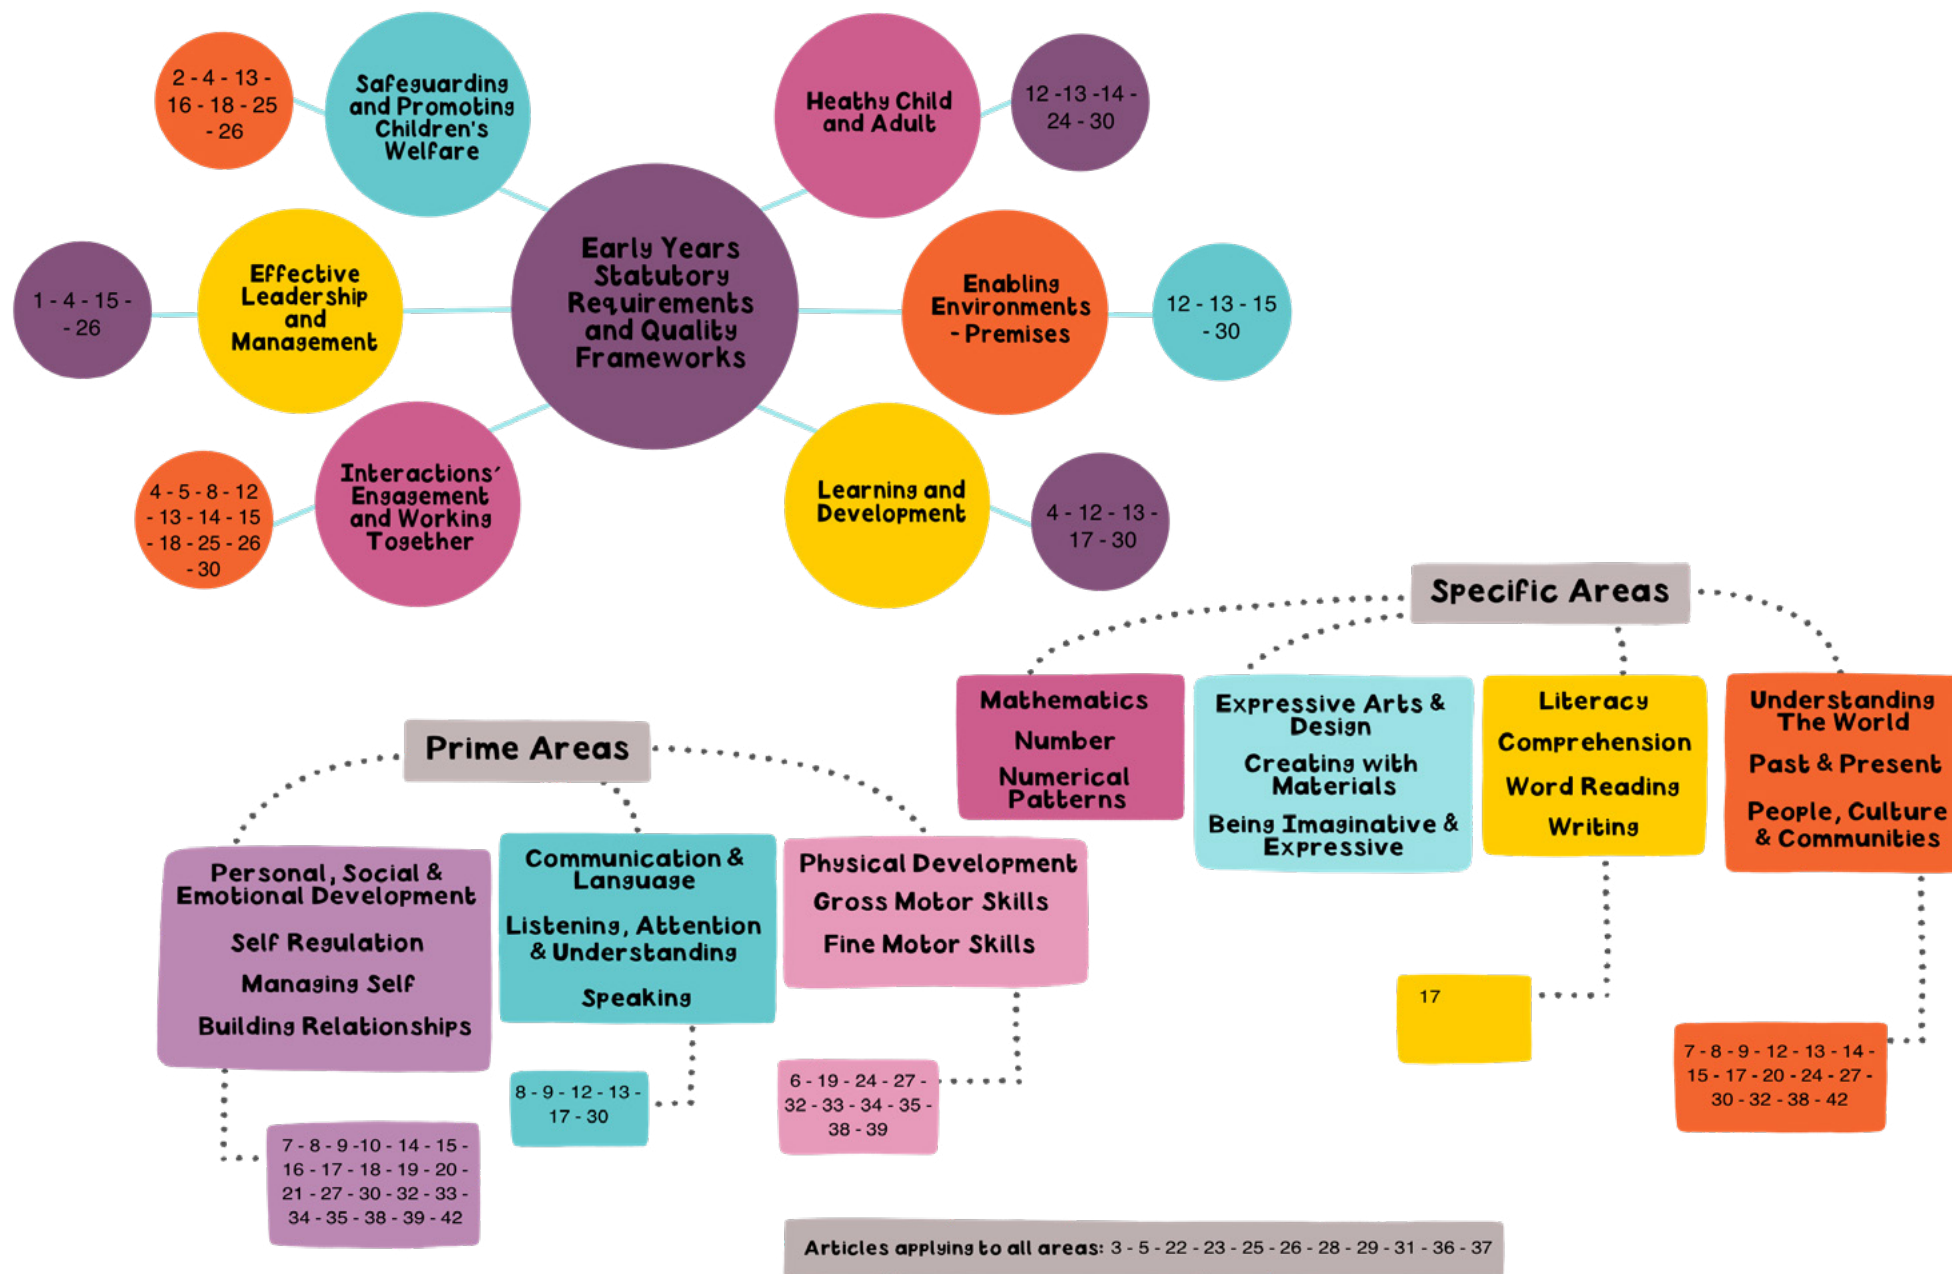 2 - 4 - 13 -
16 - 18 - 25
- 26
Safeguarding
and Promoting
Children's
Welfare
Heathy Child
and Adult
12 -13 -14 -
24 - 30
1 - 4 - 15 -
- 26
Effective
Leadership
and
Management
Early Years
Statutory
Requirements
and Quality
Frameworks
Enabling
Environments
- Premises
12 - 13 - 15
- 30
4 - 5 - 8 - 12
- 13 - 14 - 15
- 18 - 25 - 26
- 30
Interactions'
Engagement
and Working
Together
Learning and
Development
4 - 12 - 13 -
17 - 30
Specific Areas
Mathematics
Number
Numerical
Patterns
Expressive Arts &
Design
Creating with
Materials
Being Imaginative &
Expressive
Literacy
Comprehension
Word Reading
Writing
Understanding
The World
Past & Present
People, Culture
& Communities
17
7 - 8 - 9 - 12 - 13 - 14 -
15 - 17 - 20 - 24 - 27 -
30 - 32 - 38 - 42
Prime Areas
Personal, Social &
Emotional Development
Self Regulation
Managing Self
Building Relationships
Communication &
Language
Listening, Attention
& Understanding
Speaking
Physical Development
Gross Motor Skills
Fine Motor Skills
7 - 8 - 9 -10 - 14 - 15 -
16 - 17 - 18 - 19 - 20 -
21 - 27 - 30 - 32 - 33 -
34 - 35 - 38 - 39 - 42
8 - 9 - 12 - 13 -
17 - 30
6 - 19 - 24 - 27 -
32 - 33 - 34 - 35 -
38 - 39
Articles applying to all areas: 3 - 5 - 22 - 23 - 25 - 26 - 28 - 29 - 31 - 36 - 37